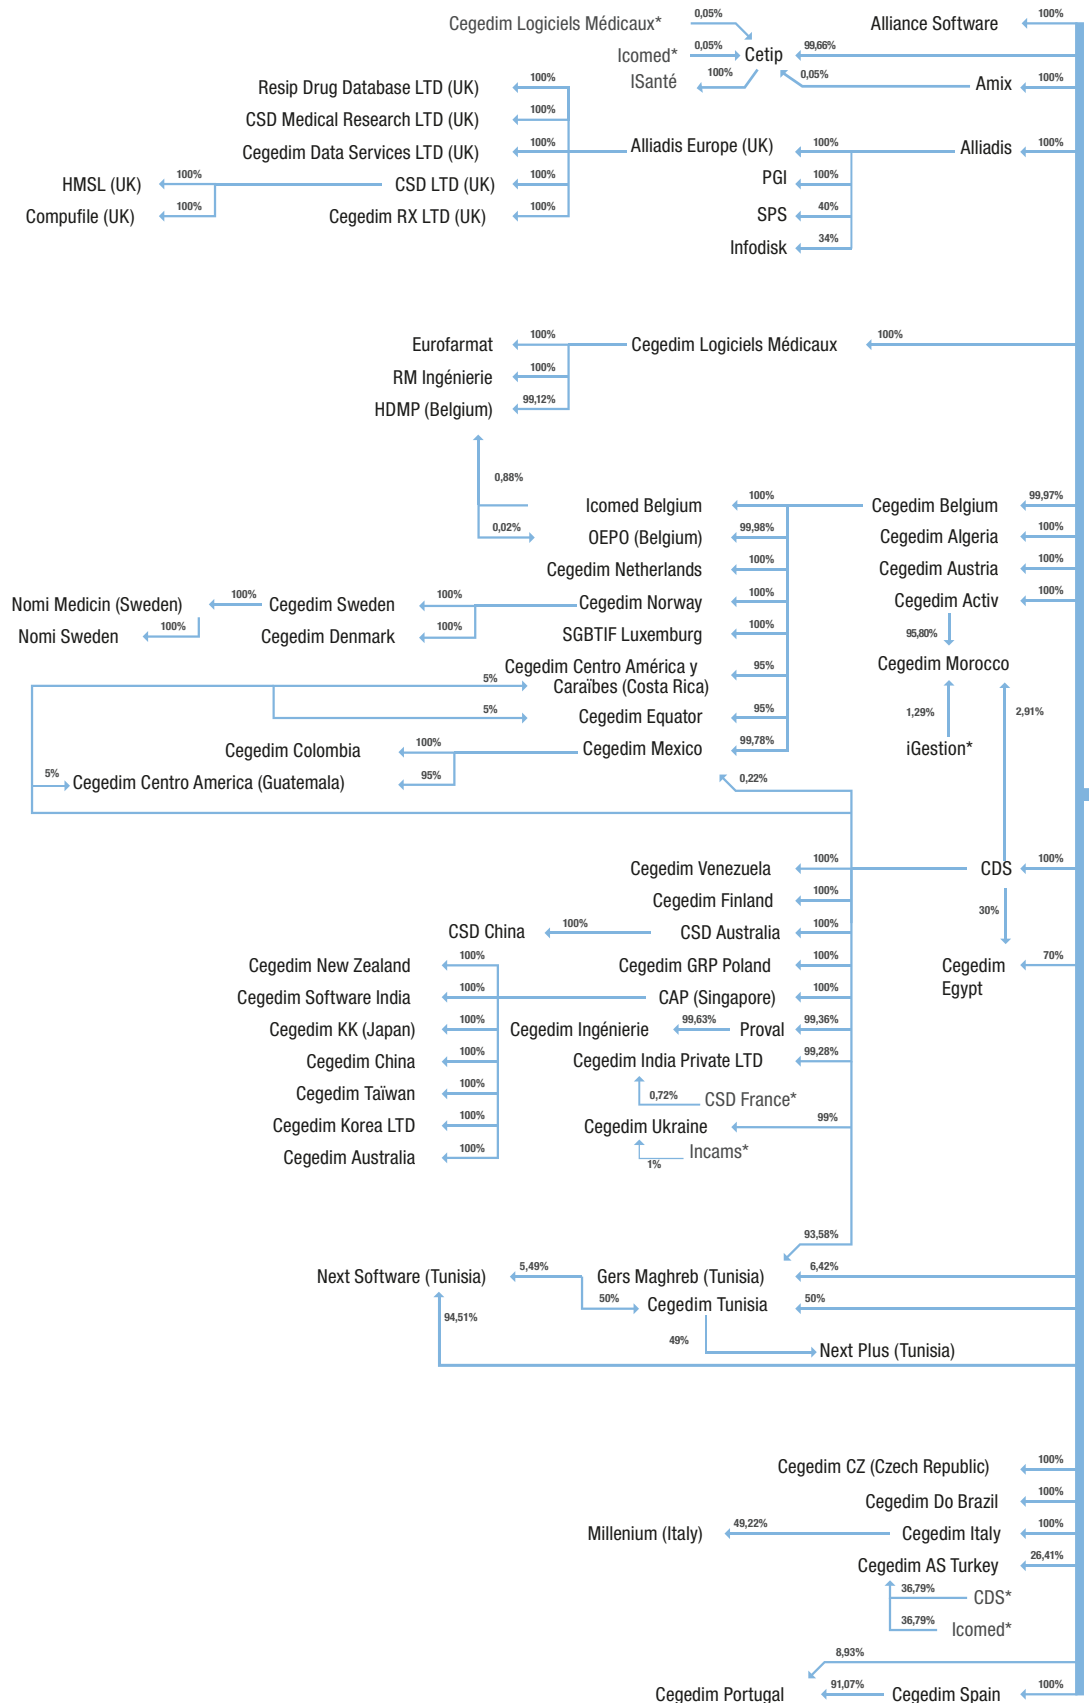 Cegedim Logiciels Médicaux* 0,05% Alliance Software 100%
Icomed* 0,05% Cetip 99,66%
ISanté 100% 0,05% Amix 100%
Resip Drug Database LTD (UK) 100%
CSD Medical Research LTD (UK) 100%
Cegedim Data Services LTD (UK) 100% Alliadis Europe (UK) 100% Alliadis 100%
HMSL (UK) 100% CSD LTD (UK) 100% PGI 100%
Compufile (UK) 100% Cegedim RX LTD (UK) 100% SPS 40%
Infodisk 34%
Eurofarmat 100% Cegedim Logiciels Médicaux 100%
RM Ingénierie 100%
HDMP (Belgium) 99,12%
0,88%
Icomed Belgium 100% Cegedim Belgium 99,97%
0,02% OEPO (Belgium) 99,98% Cegedim Algeria 100%
Cegedim Netherlands 100% Cegedim Austria 100%
Nomi Medicin (Sweden) 100% Cegedim Sweden 100% Cegedim Norway 100% Cegedim Activ 100%
Nomi Sweden 100% Cegedim Denmark 100% SGBTIF Luxemburg 100% 95,80%
5% Cegedim Centro América y
Caraïbes (Costa Rica) 95% Cegedim Morocco
5% Cegedim Equator 95% 1,29% 2,91%
Cegedim Colombia 100% Cegedim Mexico 99,78% iGestion*
5% Cegedim Centro America (Guatemala) 95% 0,22%
Cegedim Venezuela 100% CDS 100%
Cegedim Finland 100% 30%
CSD China 100% CSD Australia 100%
Cegedim New Zealand 100% Cegedim GRP Poland 100% Cegedim
Egypt 70%
Cegedim Software India 100% CAP (Singapore) 100%
Cegedim KK (Japan) 100% Cegedim Ingénierie 99,63% Proval 99,36%
Cegedim China 100% Cegedim India Private LTD 99,28%
Cegedim Taïwan 100% 0,72% CSD France*
Cegedim Korea LTD 100% Cegedim Ukraine 99%
Cegedim Australia 100% 1% Incams*
93,58%
Next Software (Tunisia) 5,49% Gers Maghreb (Tunisia) 6,42%
94,51% 50% Cegedim Tunisia 50%
49% Next Plus (Tunisia)
Cegedim CZ (Czech Republic) 100%
Cegedim Do Brazil 100%
Millenium (Italy) 49,22% Cegedim Italy 100%
Cegedim AS Turkey 26,41%
36,79% CDS*
36,79% Icomed*
8,93%
Cegedim Portugal 91,07% Cegedim Spain 100%